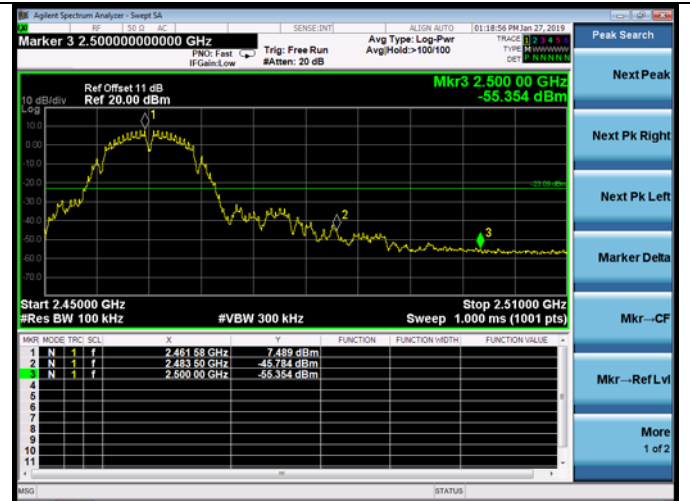 Agilent Spectrum Analyzer - Swept SA
RF 50 Ω AC SENSE:INT ALIGN AUTO 01:18:56 PM Jan 27, 2019
Marker 3 2.500000000000 GHz
PNO: Fast
IFGain:Low
Trig: Free Run
#Atten: 20 dB
Avg Type: Log-Pwr
Avg|Hold:>100/100
TRACE 1 2 3 4 5 6
TYPE M WWWWW
DET P N N N N N
Ref Offset 11 dB
Ref 20.00 dBm
Mkr3 2.500 00 GHz
-55.354 dBm
10 dB/div
Log
10.0
0.00
-10.0
-20.0
-30.0
-40.0
-50.0
-60.0
-70.0
1
2
3
-23.09 dBm
Start 2.45000 GHz
Stop 2.51000 GHz
#Res BW 100 kHz
#VBW 300 kHz
Sweep 1.000 ms (1001 pts)
MKR MODE TRC SCL X Y FUNCTION FUNCTION WIDTH FUNCTION VALUE
1 N 1 f 2.461 58 GHz 7.489 dBm
2 N 1 f 2.483 50 GHz -45.784 dBm
3 N 1 f 2.500 00 GHz -55.354 dBm
4
5
6
7
8
9
10
11
MSG
STATUS
Peak Search
Next Peak
Next Pk Right
Next Pk Left
Marker Delta
Mkr→CF
Mkr→Ref Lvl
More
1 of 2